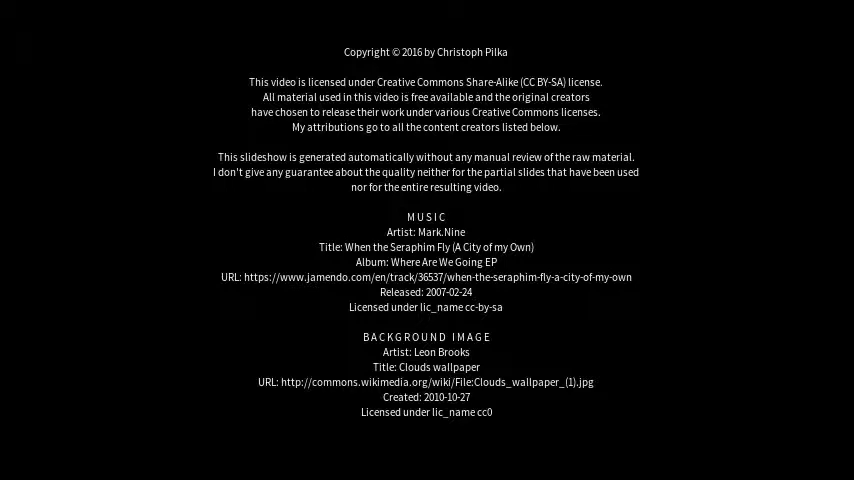 Copyright © 2016 by Christoph Pilka
This video is licensed under Creative Commons Share-Alike (CC BY-SA) license.
All material used in this video is free available and the original creators
have chosen to release their work under various Creative Commons licenses.
My attributions go to all the content creators listed below.
This slideshow is generated automatically without any manual review of the raw material.
I don't give any guarantee about the quality neither for the partial slides that have been used
nor for the entire resulting video.
M U S I C
Artist: Mark.Nine
Title: When the Seraphim Fly (A City of my Own)
Album: Where Are We Going EP
URL: https://www.jamendo.com/en/track/36537/when-the-seraphim-fly-a-city-of-my-own
Released: 2007-02-24
Licensed under lic_name cc-by-sa
B A C K G R O U N D   I M A G E
Artist: Leon Brooks
Title: Clouds wallpaper
URL: http://commons.wikimedia.org/wiki/File:Clouds_wallpaper_(1).jpg
Created: 2010-10-27
Licensed under lic_name cc0